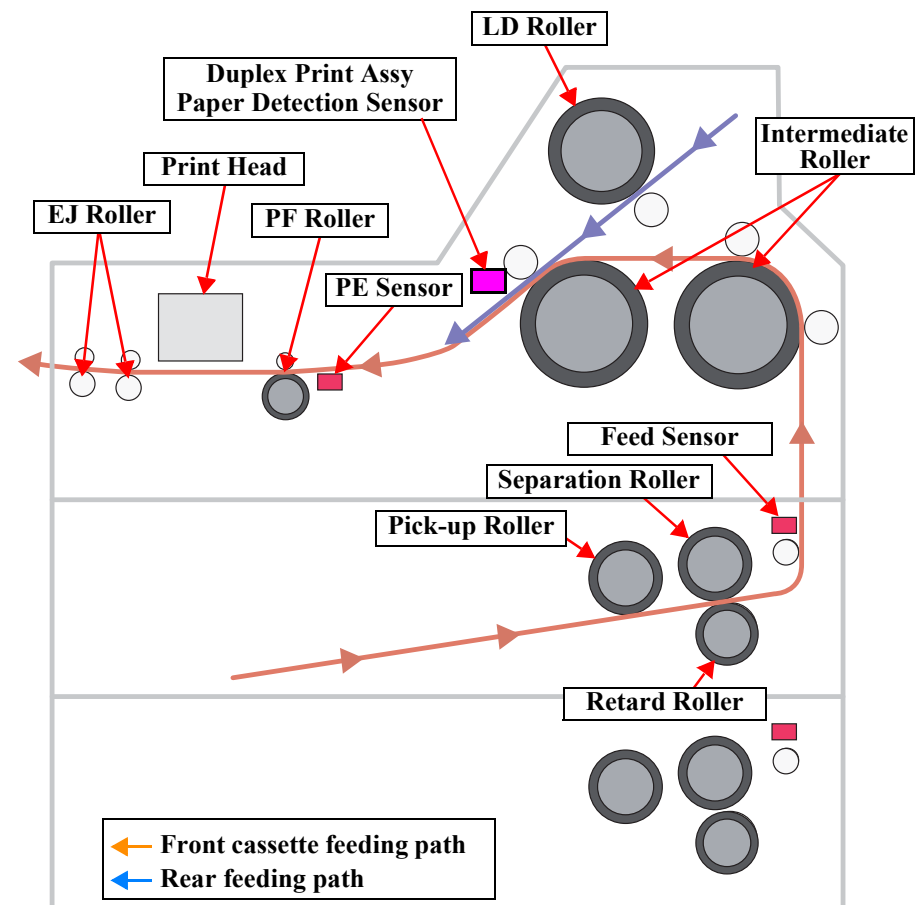 LD Roller
Duplex Print Assy
Paper Detection Sensor
Intermediate
Roller
Print Head
EJ Roller
PF Roller
PE Sensor
Feed Sensor
Separation Roller
Pick-up Roller
Retard Roller
Front cassette feeding path
Rear feeding path